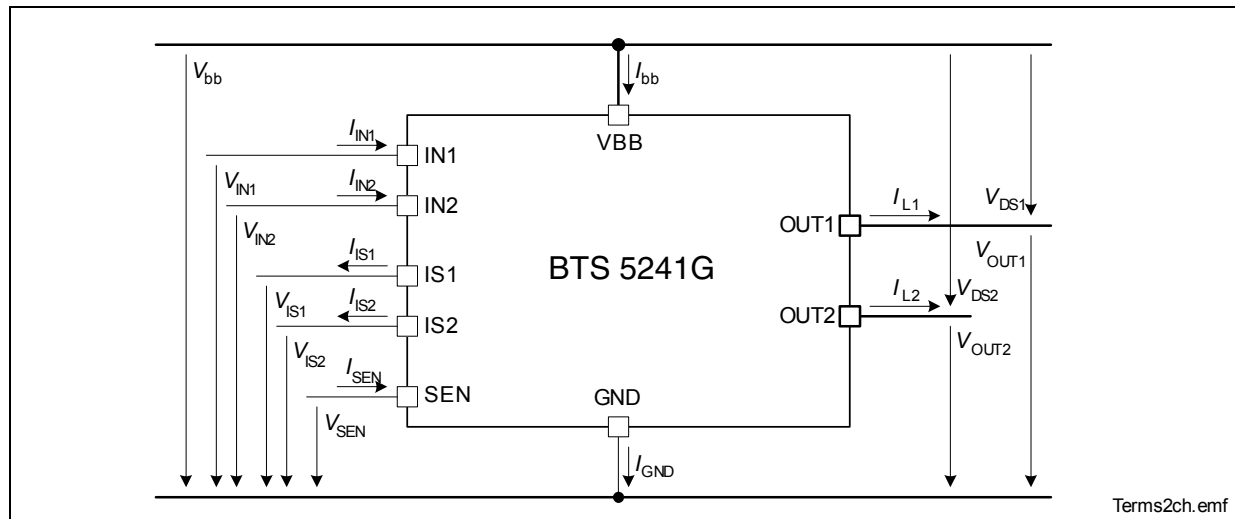 Vbb
Ibb
VBB
IIN1
IN1
VIN1
IIN2
IN2
VIN2
IIS1
IS1
VIS1
IIS2
IS2
VIS2
ISEN
SEN
VSEN
BTS 5241G
OUT1
IL1
VDS1
VOUT1
OUT2
IL2
VDS2
VOUT2
GND
IGND
Terms2ch.emf